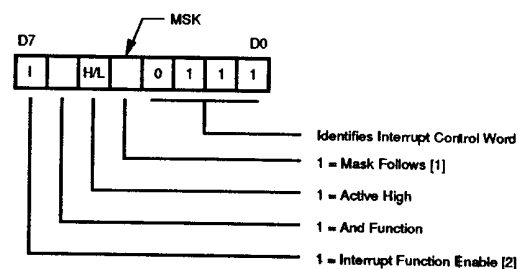 MSK
D7 D0
I H/L 0 1 1 1
Identifies Interrupt Control Word
1 = Mask Follows [1]
1 = Active High
1 = And Function
1 = Interrupt Function Enable [2]